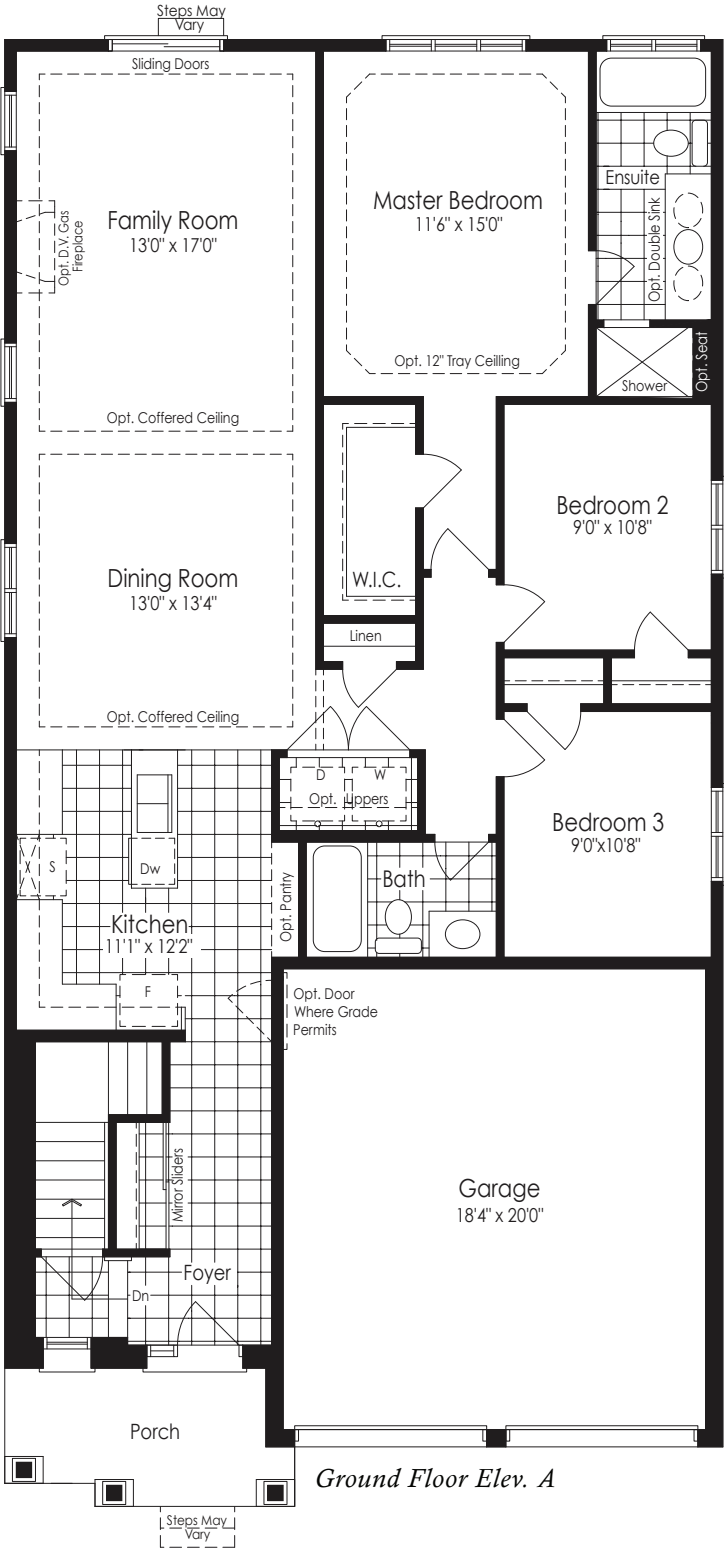 Steps May
Vary
Sliding Doors
Family Room
13'0" x 17'0"
Opt. D.V. Gas
Fireplace
Opt. Coffered Ceiling
Master Bedroom
11'6" x 15'0"
Opt. 12" Tray Ceilling
Ensuite
Opt. Double Sink
Shower
Opt. Seat
Dining Room
13'0" x 13'4"
Opt. Coffered Ceiling
W.I.C.
Linen
Bedroom 2
9'0" x 10'8"
D
W
Opt. Uppers
Bedroom 3
9'0"x10'8"
S
Dw
Kitchen
11'1" x 12'2"
F
Opt. Pantry
Bath
Opt. Door
Where Grade
Permits
Mirror Sliders
Garage
18'4" x 20'0"
Foyer
Dn
Porch
Ground Floor Elev. A
Steps May
Vary